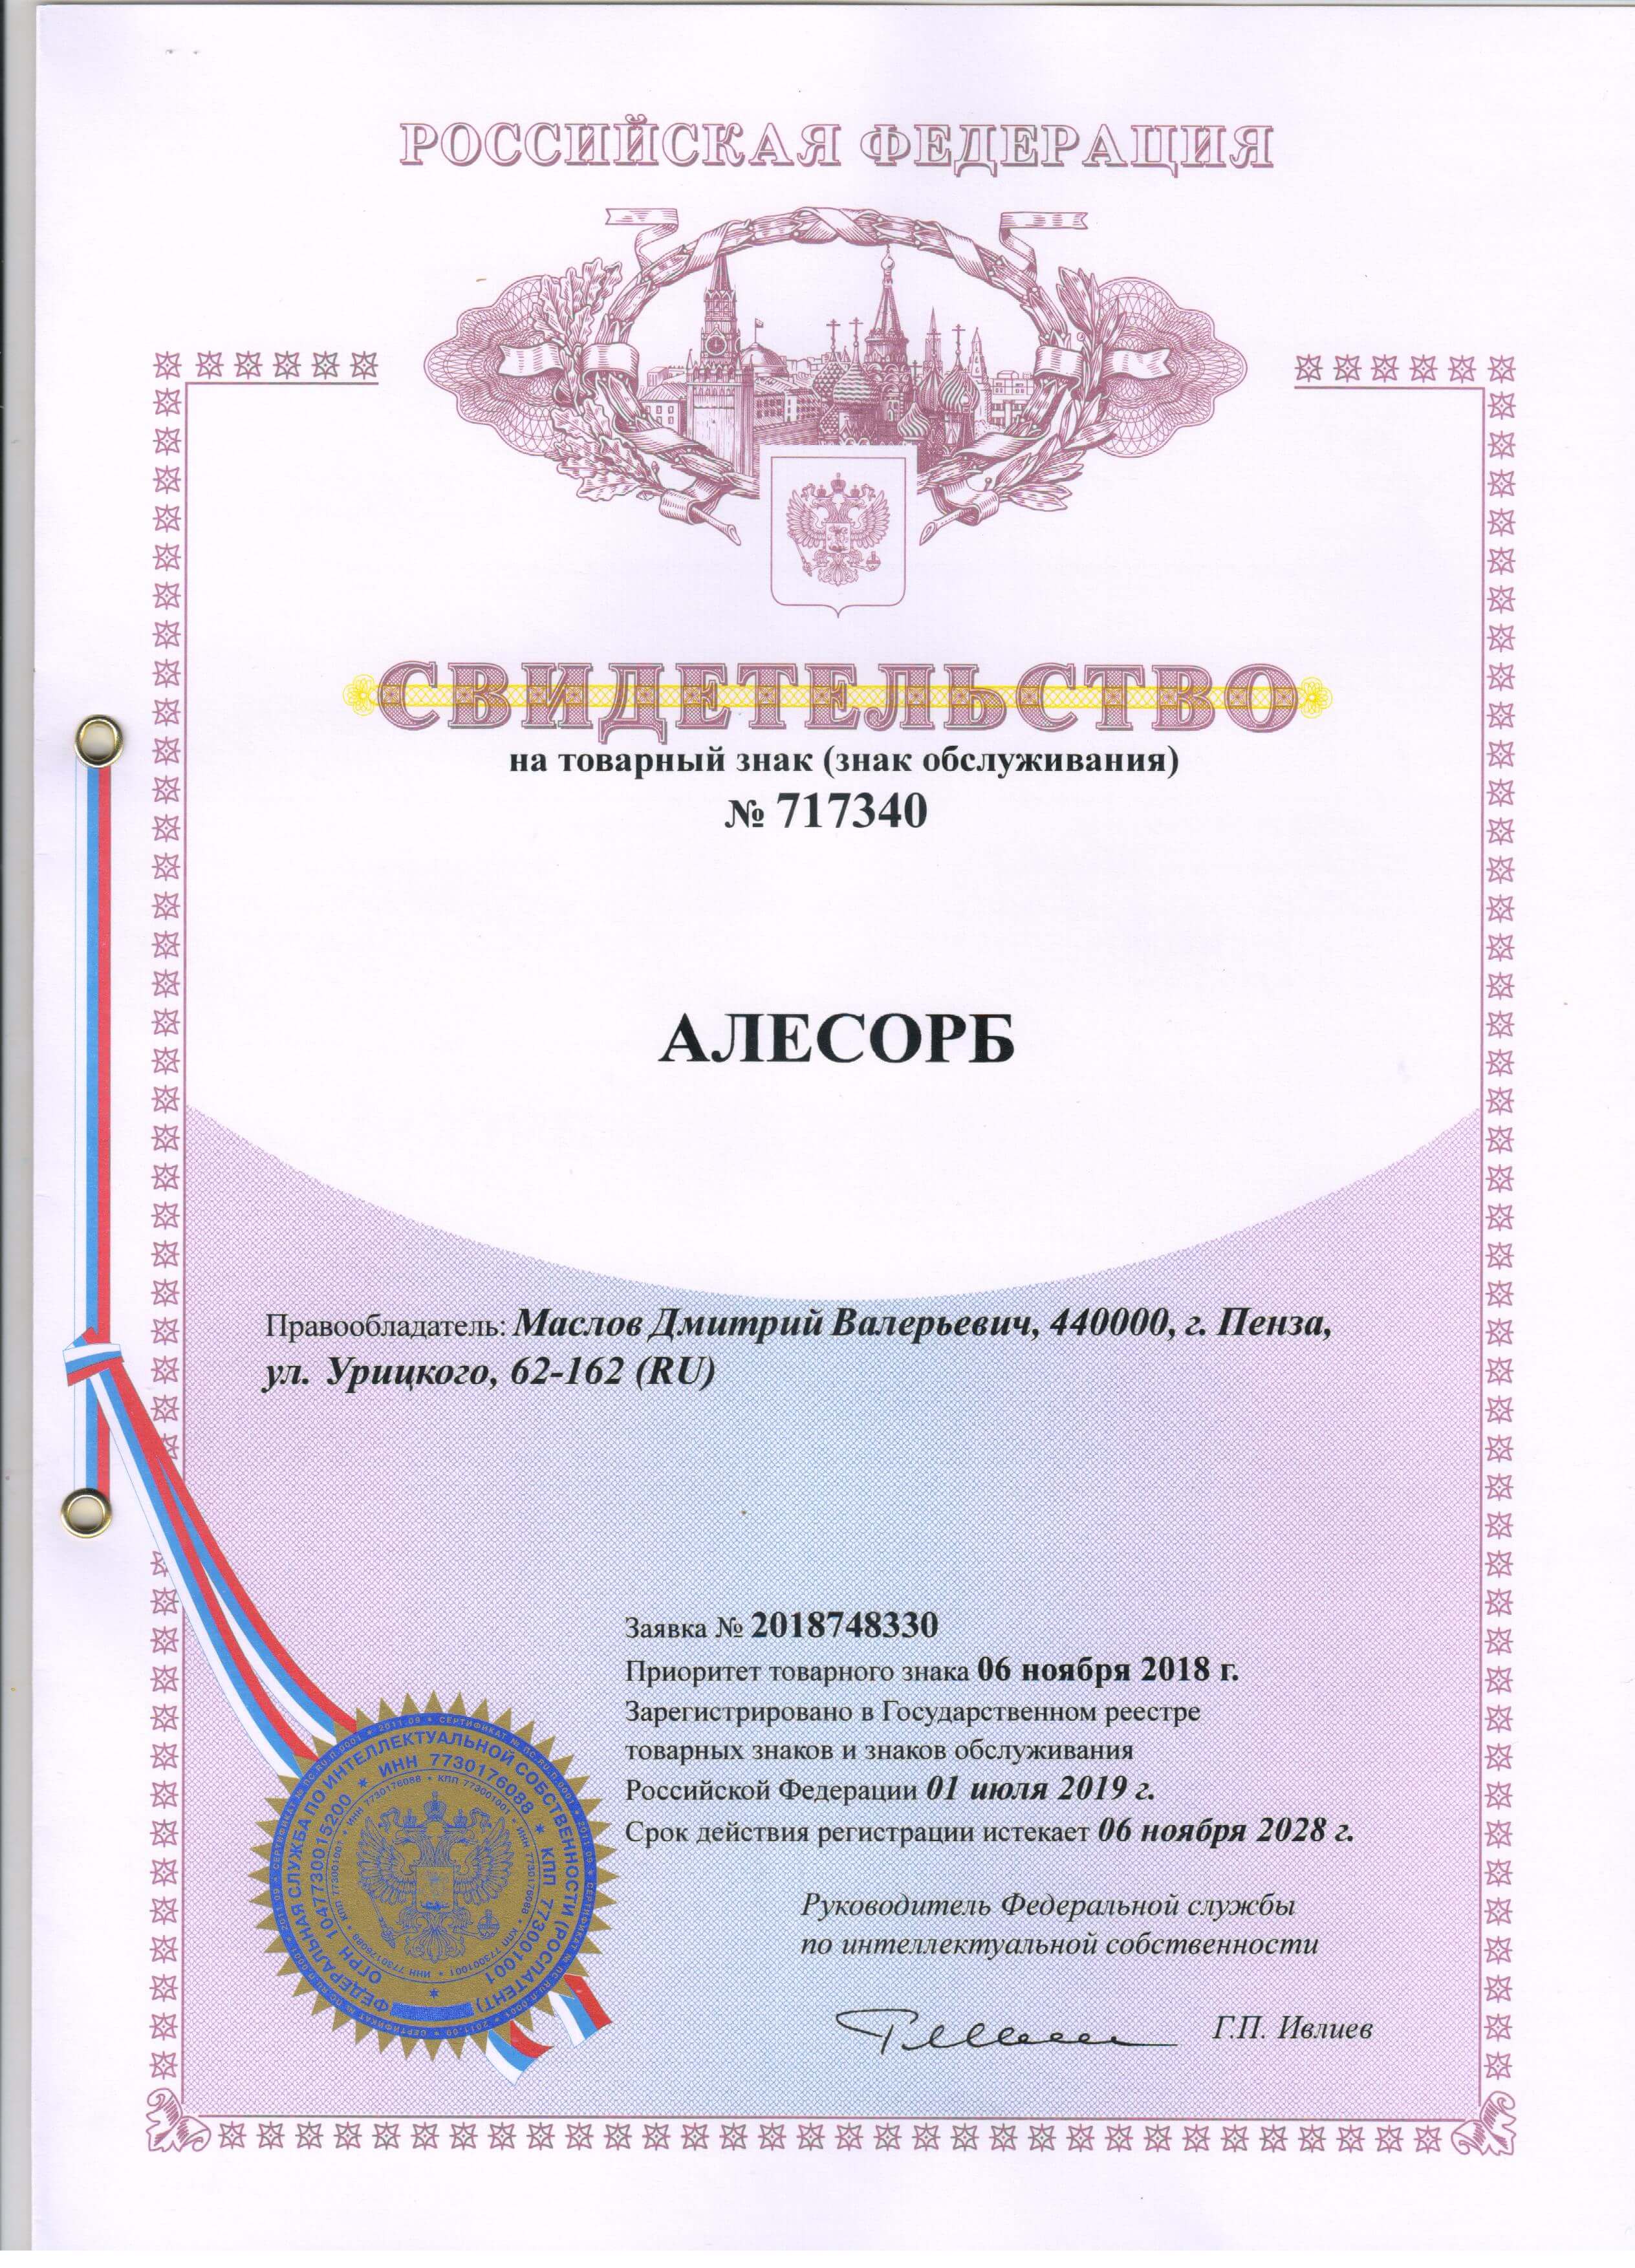 РОССИЙСКАЯ ФЕДЕРАЦИЯ
СВИДЕТЕЛЬСТВО
на товарный знак (знак обслуживания)
№ 717340
АЛЕСОРБ
Правообладатель: Маслов Дмитрий Валерьевич, 440000, г. Пенза,
ул. Урицкого, 62-162 (RU)
Заявка № 2018748330
Приоритет товарного знака 06 ноября 2018 г.
Зарегистрировано в Государственном реестре
товарных знаков и знаков обслуживания
Российской Федерации 01 июля 2019 г.
Срок действия регистрации истекает 06 ноября 2028 г.
Руководитель Федеральной службы
по интеллектуальной собственности
Г.П. Ивлиев
ФЕДЕРАЛЬНАЯ СЛУЖБА ПО ИНТЕЛЛЕКТУАЛЬНОЙ СОБСТВЕННОСТИ (РОСПАТЕНТ)
ОГРН 1047730015200 * ИНН 7730176088 * КПП 773001001 *